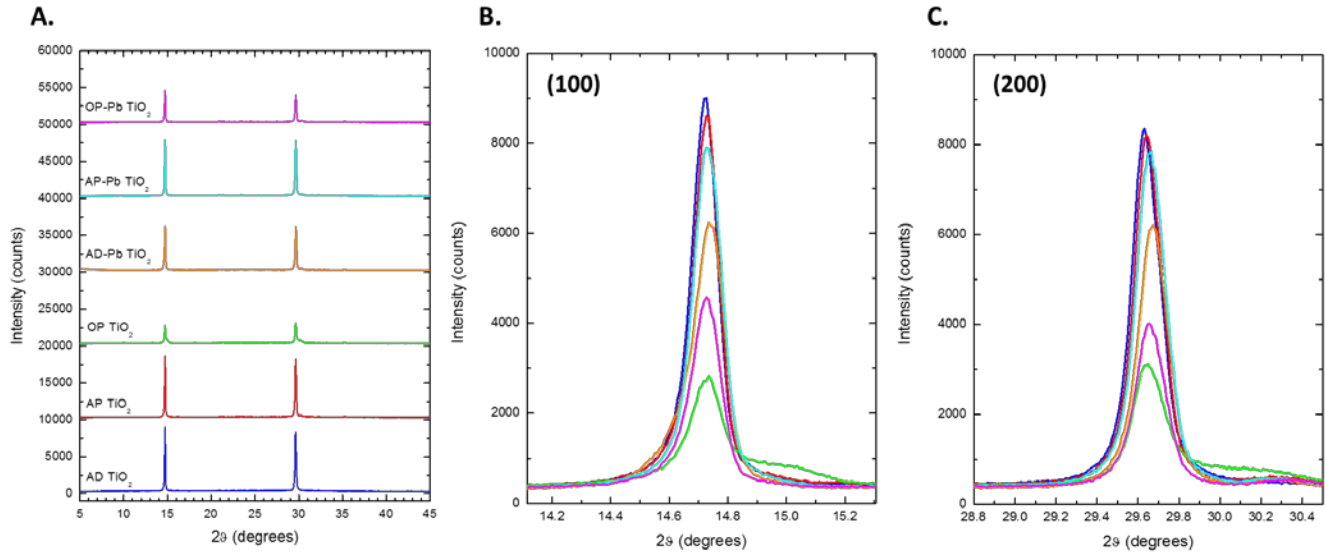 A.
60000
55000
50000
45000
40000
35000
30000
25000
20000
15000
10000
5000
0
Intensity (counts)
OP-Pb TiO₂
AP-Pb TiO₂
AD-Pb TiO₂
OP TiO₂
AP TiO₂
AD TiO₂
5 10 15 20 25 30 35 40 45
2ϑ (degrees)
B.
(100)
10000
8000
6000
4000
2000
0
Intensity (counts)
14.2 14.4 14.6 14.8 15.0 15.2
2ϑ (degrees)
C.
(200)
10000
8000
6000
4000
2000
0
Intensity (counts)
28.8 29.0 29.2 29.4 29.6 29.8 30.0 30.2 30.4
2ϑ (degrees)